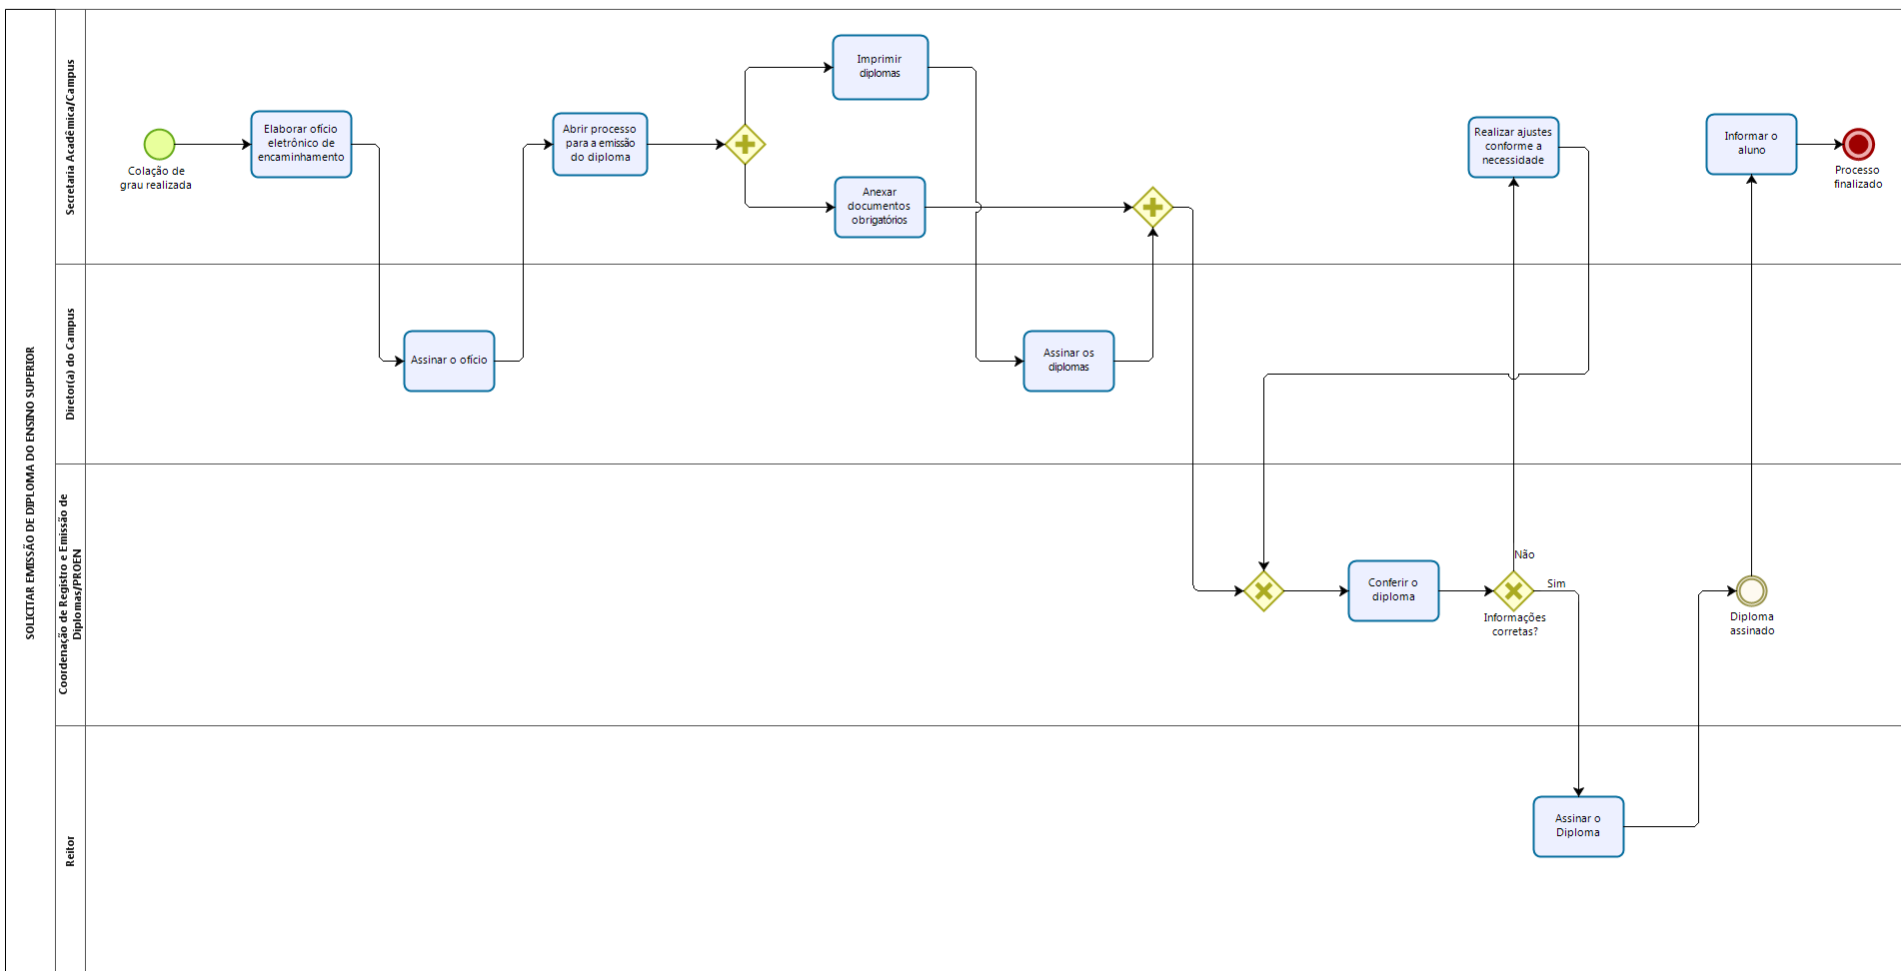 SOLICITAR EMISSÃO DE DIPLOMA DO ENSINO SUPERIOR
Secretaria Acadêmica/Campus
Colação de
grau realizada
Elaborar ofício
eletrônico de
encaminhamento
Abrir processo
para a emissão
do diploma
Imprimir
diplomas
Anexar
documentos
obrigatórios
Realizar ajustes
conforme a
necessidade
Informar o
aluno
Processo
finalizado
Diretor(a) do Campus
Assinar o ofício
Assinar os
diplomas
Coordenação de Registro e Emissão de
Diplomas/PROEN
Conferir o
diploma
Não
Sim
Informações
corretas?
Diploma
assinado
Reitor
Assinar o
Diploma